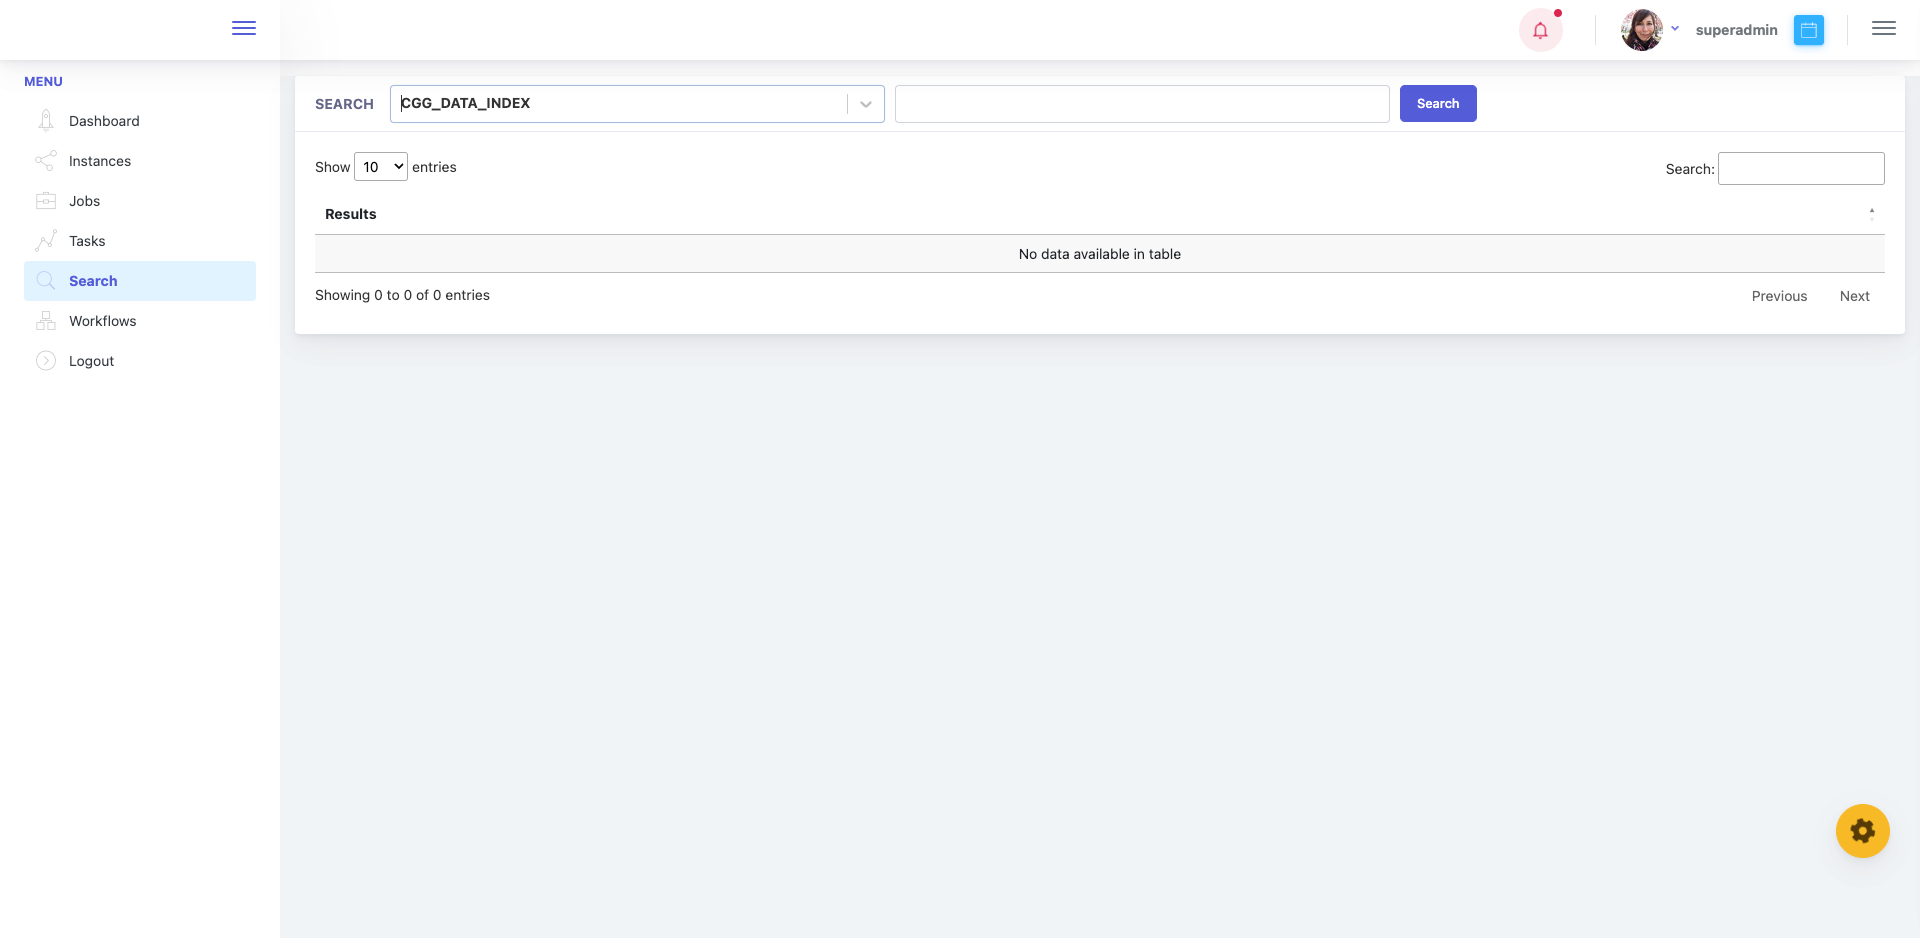 superadmin
MENU
Dashboard
Instances
Jobs
Tasks
Search
Workflows
Logout
SEARCH CGG_DATA_INDEX Search
Show 10 entries Search:
Results
No data available in table
Showing 0 to 0 of 0 entries Previous Next